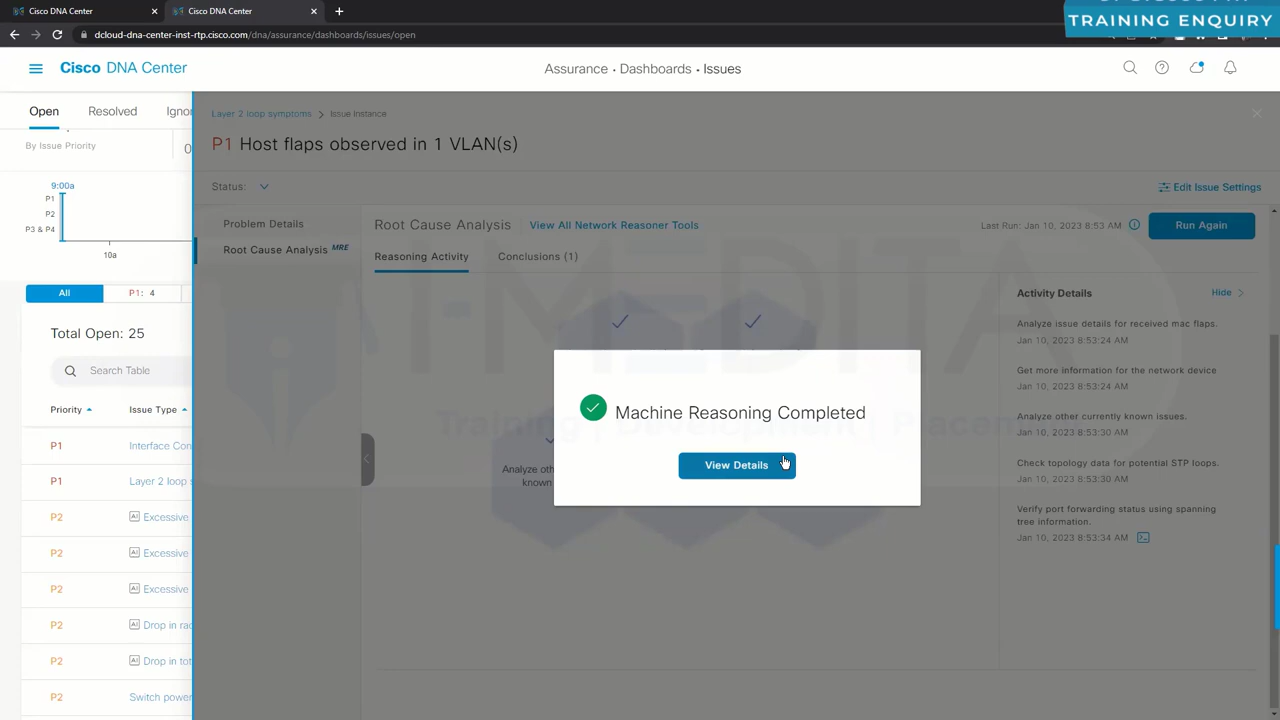 Cisco DNA Center
Cisco DNA Center
TRAINING ENQUIRY
dcloud-dna-center-inst-rtp.cisco.com/dna/assurance/dashboards/issues/open
Cisco DNA Center
Assurance · Dashboards · Issues
Open
Resolved
By Issue Priority
0
9:00a
P1
P2
P3 & P4
10a
All
P1: 4
Total Open: 25
Search Table
Priority
Issue Type
P1 Interface Con
P1 Layer 2 loop
P2 AI Excessive
P2 AI Excessive
P2 AI Excessive
P2 AI Drop in rad
P2 AI Drop in tot
P2 Switch power
Layer 2 loop symptoms > Issue Instance
P1 Host flaps observed in 1 VLAN(s)
Status:
Edit Issue Settings
Problem Details
Root Cause Analysis MRE
Root Cause Analysis
View All Network Reasoner Tools
Last Run: Jan 10, 2023 8:53 AM
Run Again
Reasoning Activity
Conclusions (1)
Analyze
known
Machine Reasoning Completed
View Details
Activity Details
Hide
Analyze issue details for received mac flaps.
Jan 10, 2023 8:53:24 AM
Get more information for the network device
Jan 10, 2023 8:53:24 AM
Analyze other currently known issues.
Jan 10, 2023 8:53:30 AM
Check topology data for potential STP loops.
Jan 10, 2023 8:53:30 AM
Verify port forwarding status using spanning
tree information.
Jan 10, 2023 8:53:34 AM
I MEDITA
Training | Development | Placement